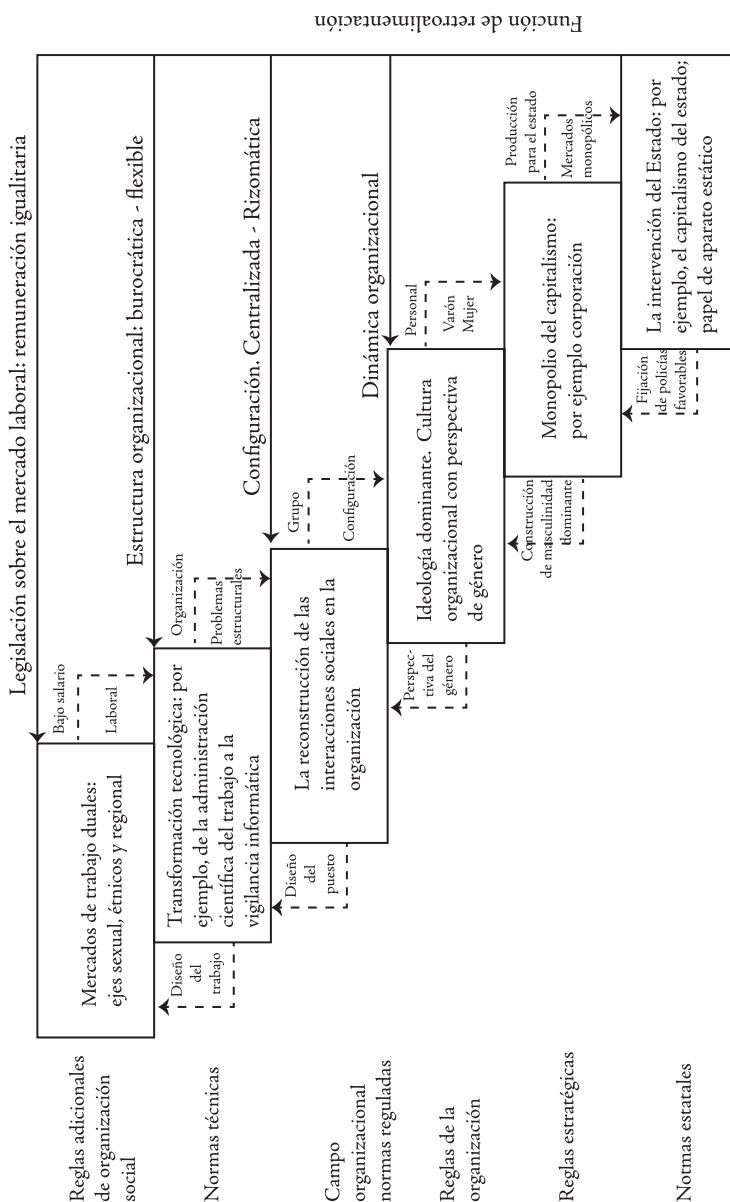 Función de retroalimentación
Legislación sobre el mercado laboral: remuneración igualitaria
Estructura organizacional: burocrática - flexible
Configuración. Centralizada - Rizomática
Dinámica organizacional
Reglas adicionales
de organización
social
Mercados de trabajo duales:
ejes sexual, étnicos y regional
Bajo salario
Laboral
Normas técnicas
Diseño
del
trabajo
Transformación tecnológica: por
ejemplo, de la administración
científica del trabajo a la
vigilancia informática
Organización
Problemas
estructurales
Campo
organizacional
normas reguladas
Diseño
del
puesto
La reconstrucción de las
interacciones sociales en la
organización
Grupo
Configuración
Reglas de la
organización
Perspec-
tiva del
género
Ideología dominante. Cultura
organizacional con perspectiva
de género
Personal
Varón
Mujer
Reglas estratégicas
Construcción
de masculinidad
dominante
Monopolio del capitalismo:
por ejemplo corporación
Producción
para el estado
Mercados
monopólicos
Notmas estatales
Fijación
de policías
favorables
La intervención del Estado: por
ejemplo, el capitalismo del estado;
papel de aparato estático